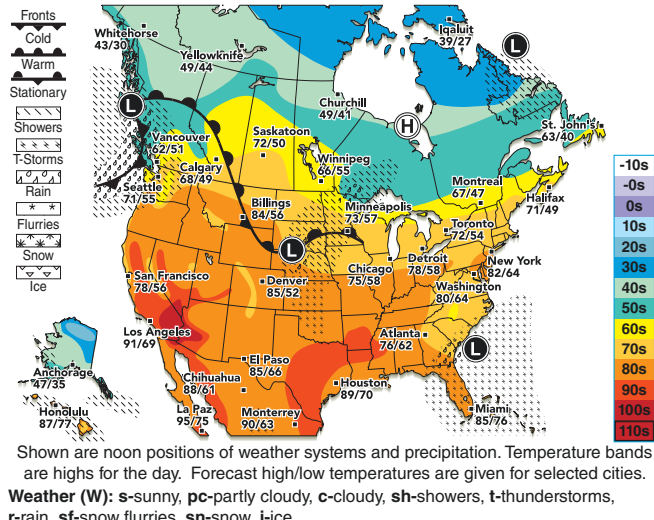 Fronts
Cold
Warm
Stationary
Showers
T-Storms
Rain
Flurries
Snow
Ice
Whitehorse
43/30
Yellowknife
49/44
Iqaluit
39/27
L
L
Churchill
49/41
H
St. John's
63/40
Vancouver
62/51
Saskatoon
72/50
Calgary
68/49
Winnipeg
66/55
Seattle
71/55
Montreal
67/47
Halifax
71/49
Billings
84/56
Minneapolis
73/57
Toronto
72/54
L
San Francisco
78/56
Denver
85/52
Chicago
75/58
Detroit
78/58
New York
82/64
Washington
80/64
Los Angeles
91/69
Atlanta
76/62
L
El Paso
85/66
Anchorage
47/35
Chihuahua
88/61
Houston
89/70
Honolulu
87/77
La Paz
95/75
Monterrey
90/63
Miami
85/76
-10s
-0s
0s
10s
20s
30s
40s
50s
60s
70s
80s
90s
100s
110s
Shown are noon positions of weather systems and precipitation. Temperature bands
are highs for the day. Forecast high/low temperatures are given for selected cities.
Weather (W): s-sunny, pc-partly cloudy, c-cloudy, sh-showers, t-thunderstorms,
r-rain, sf-snow flurries, sn-snow, i-ice